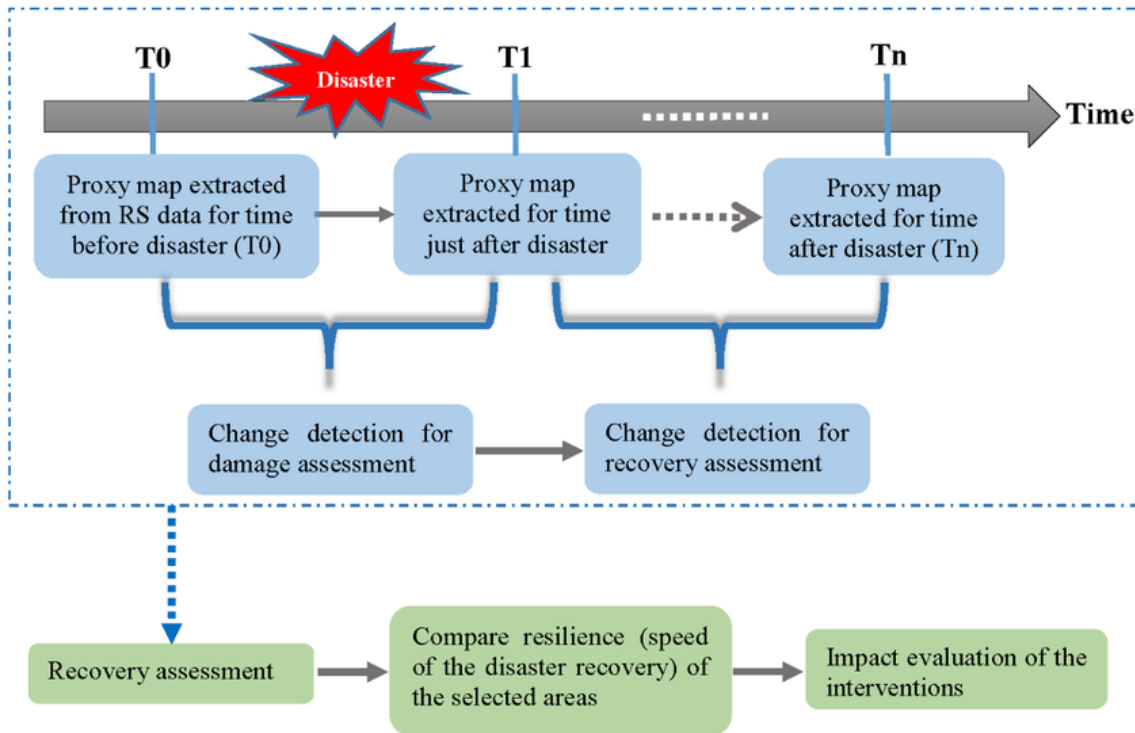 T0
Disaster
T1
Tn
Time
Proxy map extracted
from RS data for time
before disaster (T0)
Proxy map
extracted for time
just after disaster
Proxy map
extracted for time
after disaster (Tn)
Change detection for
damage assessment
Change detection for
recovery assessment
Recovery assessment
Compare resilience (speed
of the disaster recovery) of
the selected areas
Impact evaluation of the
interventions